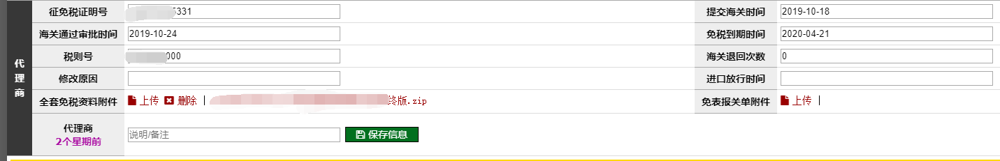 征免税证明号 5331 提交海关时间 2019-10-18
海关通过审批时间 2019-10-24 免税到期时间 2020-04-21
税则号 000 海关退回次数 0
修改原因 进口放行时间
全套免税资料附件 上传 删除 | 终版.zip 免表报关单附件 上传 |
代理商
代理商
2个星期前
说明/备注 保存信息